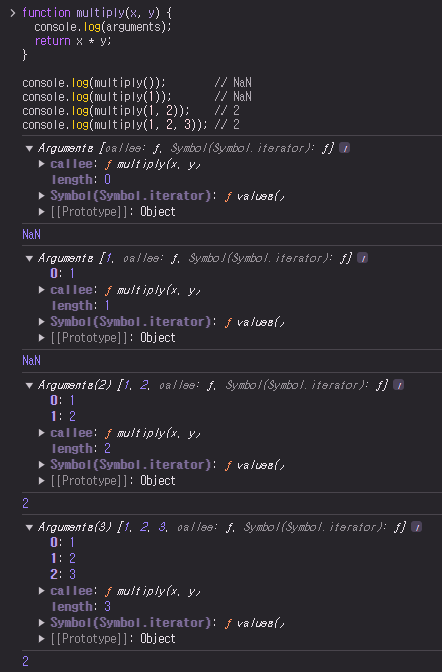 > function multiply(x, y) {
console.log(arguments);
return x * y;
}
console.log(multiply()); // NaN
console.log(multiply(1)); // NaN
console.log(multiply(1, 2)); // 2
console.log(multiply(1, 2, 3)); // 2
▼ Arguments [callee: ƒ, Symbol(Symbol.iterator): ƒ] i
▶ callee: ƒ multiply(x, y)
length: 0
▶ Symbol(Symbol.iterator): ƒ values()
▶ [[Prototype]]: Object
NaN
▼ Arguments [1, callee: ƒ, Symbol(Symbol.iterator): ƒ] i
0: 1
▶ callee: ƒ multiply(x, y)
length: 1
▶ Symbol(Symbol.iterator): ƒ values()
▶ [[Prototype]]: Object
NaN
▼ Arguments(2) [1, 2, callee: ƒ, Symbol(Symbol.iterator): ƒ] i
0: 1
1: 2
▶ callee: ƒ multiply(x, y)
length: 2
▶ Symbol(Symbol.iterator): ƒ values()
▶ [[Prototype]]: Object
2
▼ Arguments(3) [1, 2, 3, callee: ƒ, Symbol(Symbol.iterator): ƒ] i
0: 1
1: 2
2: 3
▶ callee: ƒ multiply(x, y)
length: 3
▶ Symbol(Symbol.iterator): ƒ values()
▶ [[Prototype]]: Object
2